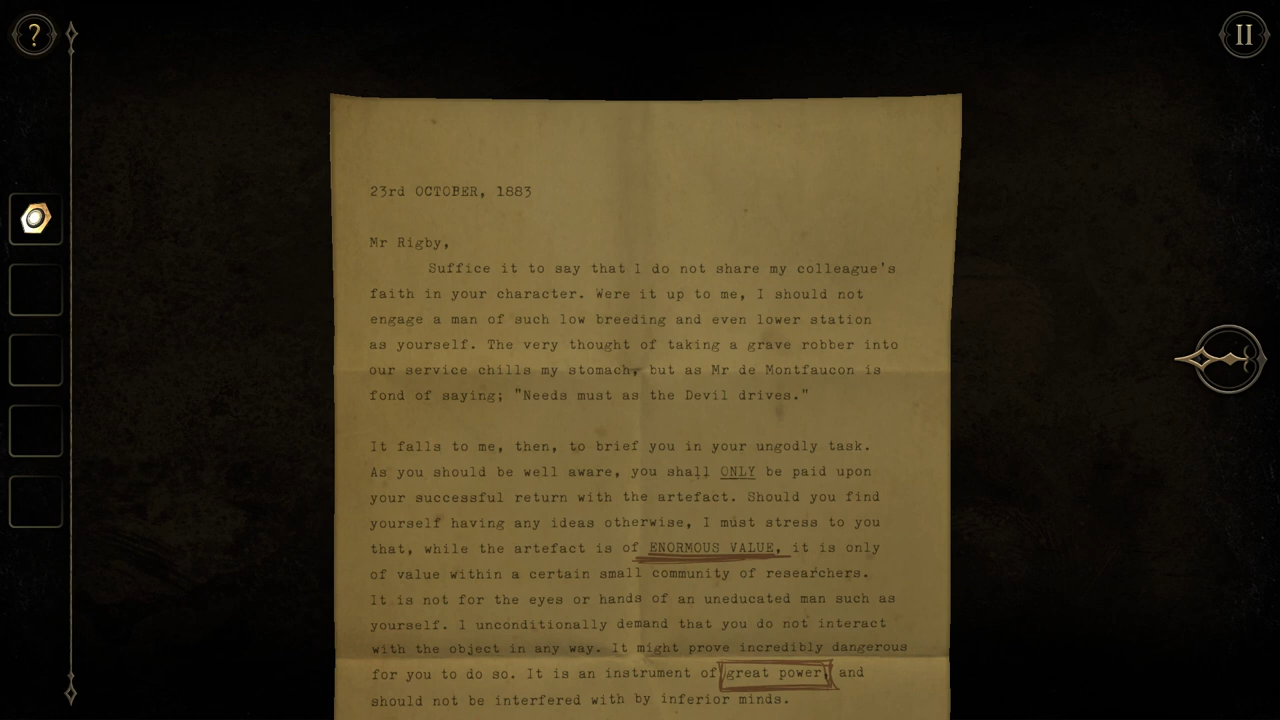 ?
II
23rd OCTOBER, 1883
Mr Rigby,
Suffice it to say that I do not share my colleague's
faith in your character. Were it up to me, I should not
engage a man of such low breeding and even lower station
as yourself. The very thought of taking a grave robber into
our service chills my stomach, but as Mr de Montfaucon is
fond of saying; "Needs must as the Devil drives."
It falls to me, then, to brief you in your ungodly task.
As you should be well aware, you shall ONLY be paid upon
your successful return with the artefact. Should you find
yourself having any ideas otherwise, I must stress to you
that, while the artefact is of ENORMOUS VALUE, it is only
of value within a certain small community of researchers.
It is not for the eyes or hands of an uneducated man such as
yourself. I unconditionally demand that you do not interact
with the object in any way. It might prove incredibly dangerous
for you to do so. It is an instrument of great power, and
should not be interfered with by inferior minds.